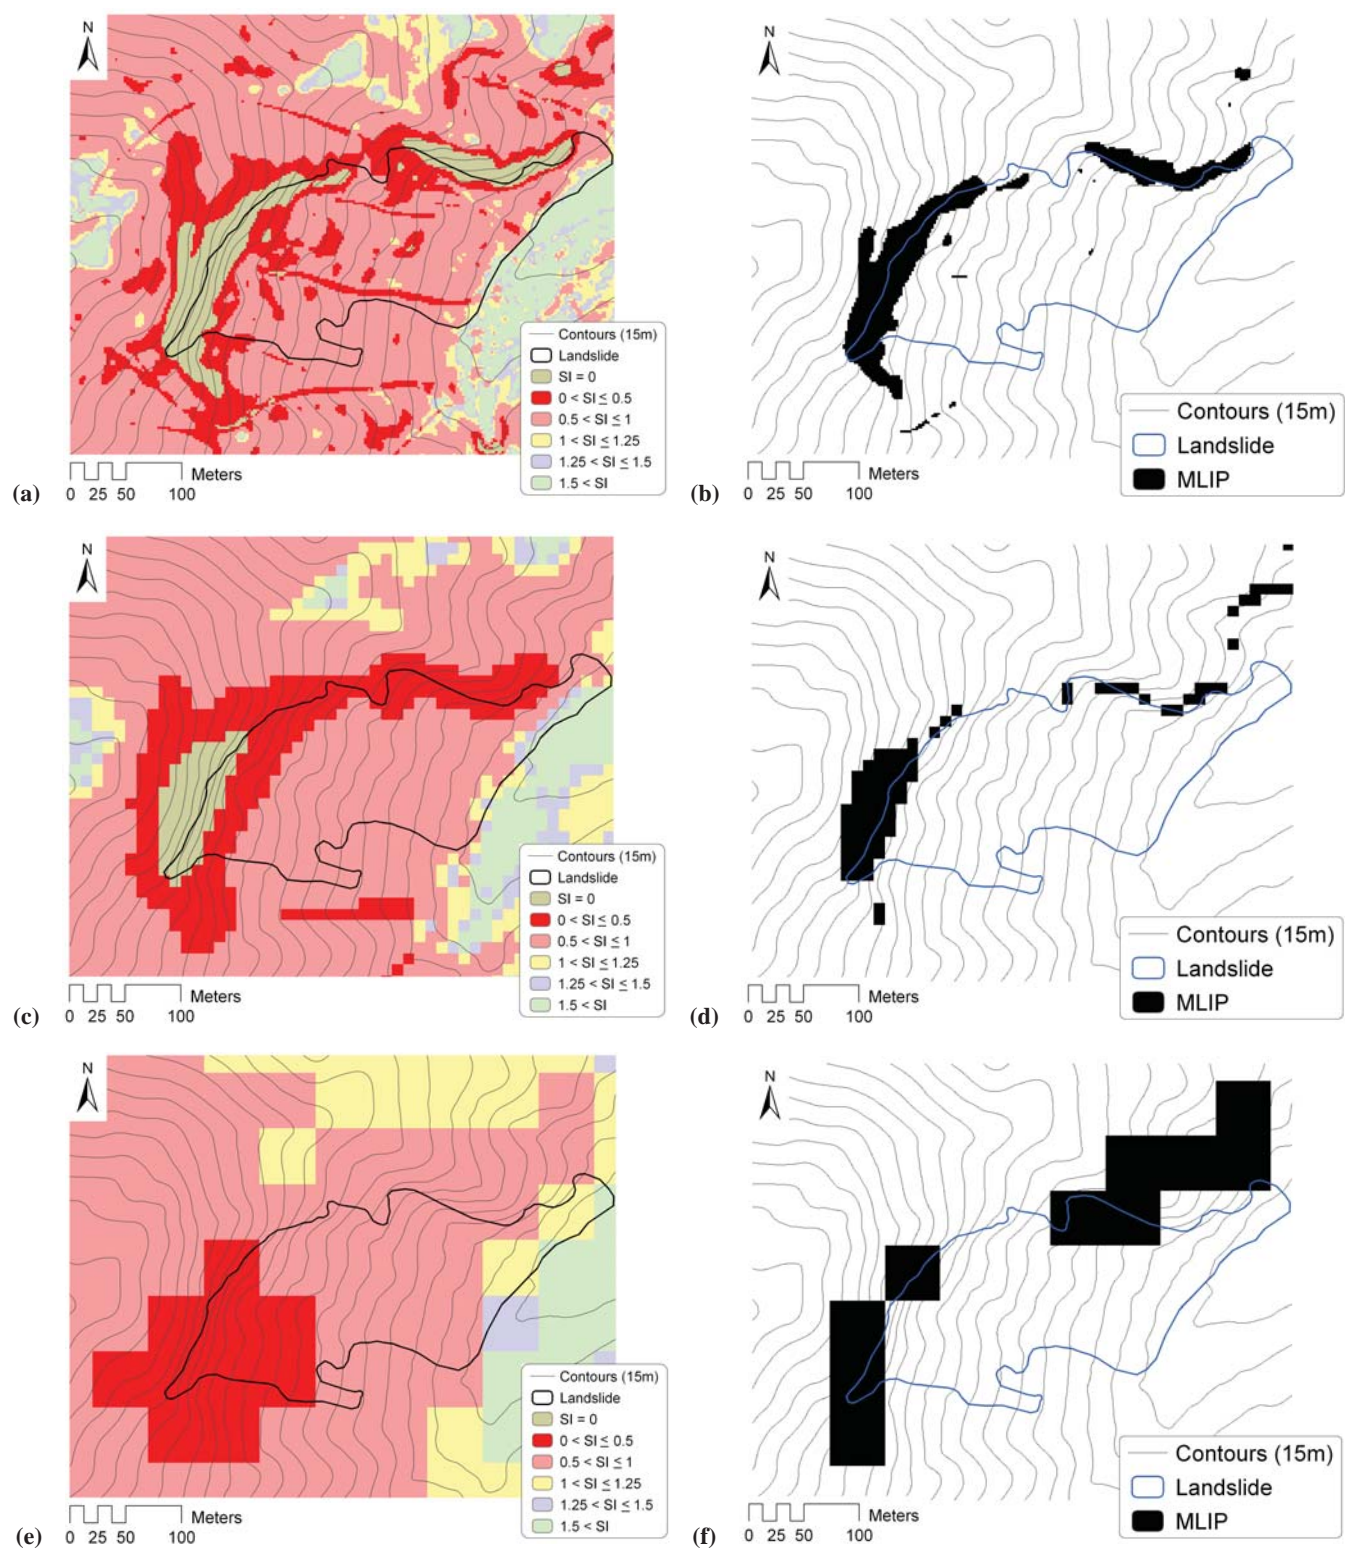 N
Contours (15m)
Landslide
SI = 0
0 < SI ≤ 0.5
0.5 < SI ≤ 1
1 < SI ≤ 1.25
1.25 < SI ≤ 1.5
1.5 < SI
Meters
0 25 50 100
(a)
N
Contours (15m)
Landslide
MLIP
Meters
0 25 50 100
(b)
N
Contours (15m)
Landslide
SI = 0
0 < SI ≤ 0.5
0.5 < SI ≤ 1
1 < SI ≤ 1.25
1.25 < SI ≤ 1.5
1.5 < SI
Meters
0 25 50 100
(c)
N
Contours (15m)
Landslide
MLIP
Meters
0 25 50 100
(d)
N
Contours (15m)
Landslide
SI = 0
0 < SI ≤ 0.5
0.5 < SI ≤ 1
1 < SI ≤ 1.25
1.25 < SI ≤ 1.5
1.5 < SI
Meters
0 25 50 100
(e)
N
Contours (15m)
Landslide
MLIP
Meters
0 25 50 100
(f)